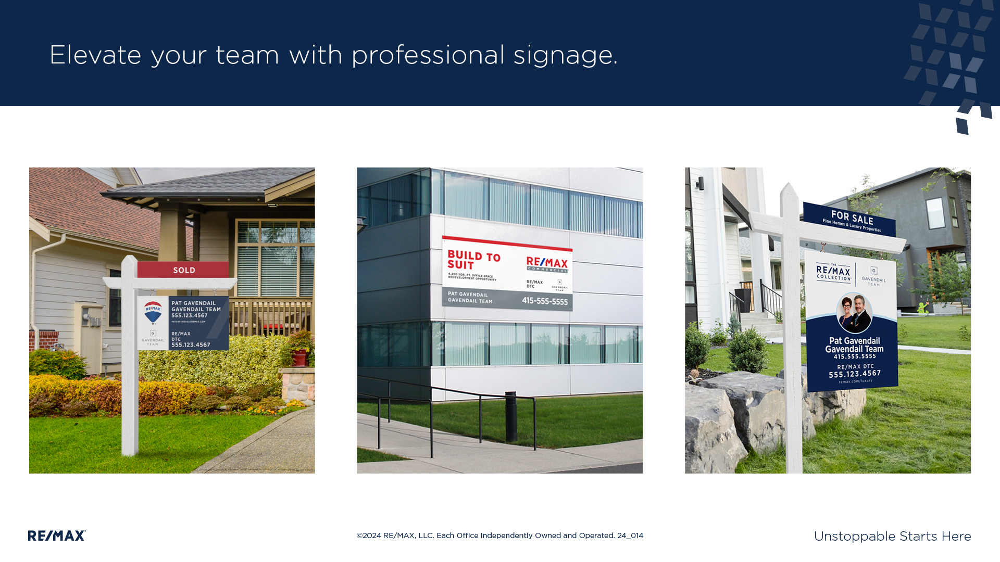 Elevate your team with professional signage.
SOLD
RE/MAX
PAT GAVENDAIL
GAVENDAIL TEAM
555.123.4567
PATGAVENDAIL@REMAX.COM
G
GAVENDAIL
TEAM
RE/MAX
DTC
555.123.4567
BUILD TO
SUIT
4,200 SQR. FT. OFFICE-SPACE
REDEVELOPMENT OPPORTUNITY
RE/MAX
COMMERCIAL
RE/MAX
DTC
G
GAVENDAIL
TEAM
PAT GAVENDAIL
GAVENDAIL TEAM
415-555-5555
FOR SALE
Fine Homes & Luxury Properties
THE
RE/MAX
COLLECTION
G
GAVENDAIL
TEAM
Pat Gavendail
Gavendail Team
415.555.5555
RE/MAX DTC
555.123.4567
remax.com/luxury
RE/MAX
©2024 RE/MAX, LLC. Each Office Independently Owned and Operated. 24_014
Unstoppable Starts Here